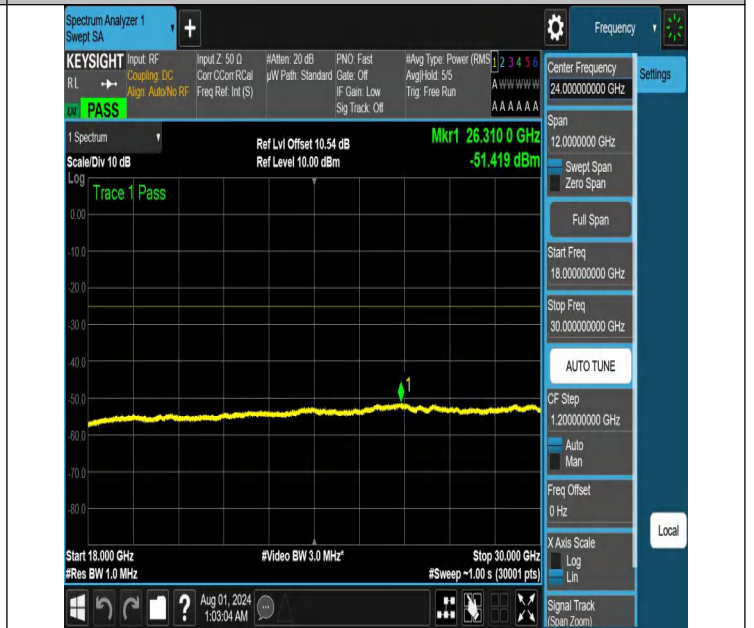 Spectrum Analyzer 1
Swept SA
+
Frequency
KEYSIGHT
RL
LXI
PASS
Input: RF
Coupling: DC
Align: Auto/No RF
Input Z: 50 Ω
Corr CCorr RCal
Freq Ref: Int (S)
#Atten: 20 dB
µW Path: Standard
PNO: Fast
Gate: Off
IF Gain: Low
Sig Track: Off
#Avg Type: Power (RMS
Avg|Hold: 5/5
Trig: Free Run
1 2 3 4 5 6
A W W W W W
A A A A A A
1 Spectrum
Scale/Div 10 dB
Ref Lvl Offset 10.54 dB
Ref Level 10.00 dBm
Mkr1 26.310 0 GHz
-51.419 dBm
Log
Trace 1 Pass
0.00
-10.0
-20.0
-30.0
-40.0
-50.0
-60.0
-70.0
-80.0
1
Start 18.000 GHz
#Res BW 1.0 MHz
#Video BW 3.0 MHz*
Stop 30.000 GHz
#Sweep ~1.00 s (30001 pts)
Aug 01, 2024
1:03:04 AM
?
Center Frequency
24.000000000 GHz
Settings
Span
12.0000000 GHz
Swept Span
Zero Span
Full Span
Start Freq
18.000000000 GHz
Stop Freq
30.000000000 GHz
AUTO TUNE
CF Step
1.200000000 GHz
Auto
Man
Freq Offset
0 Hz
X Axis Scale
Log
Lin
Local
Signal Track
(Span Zoom)